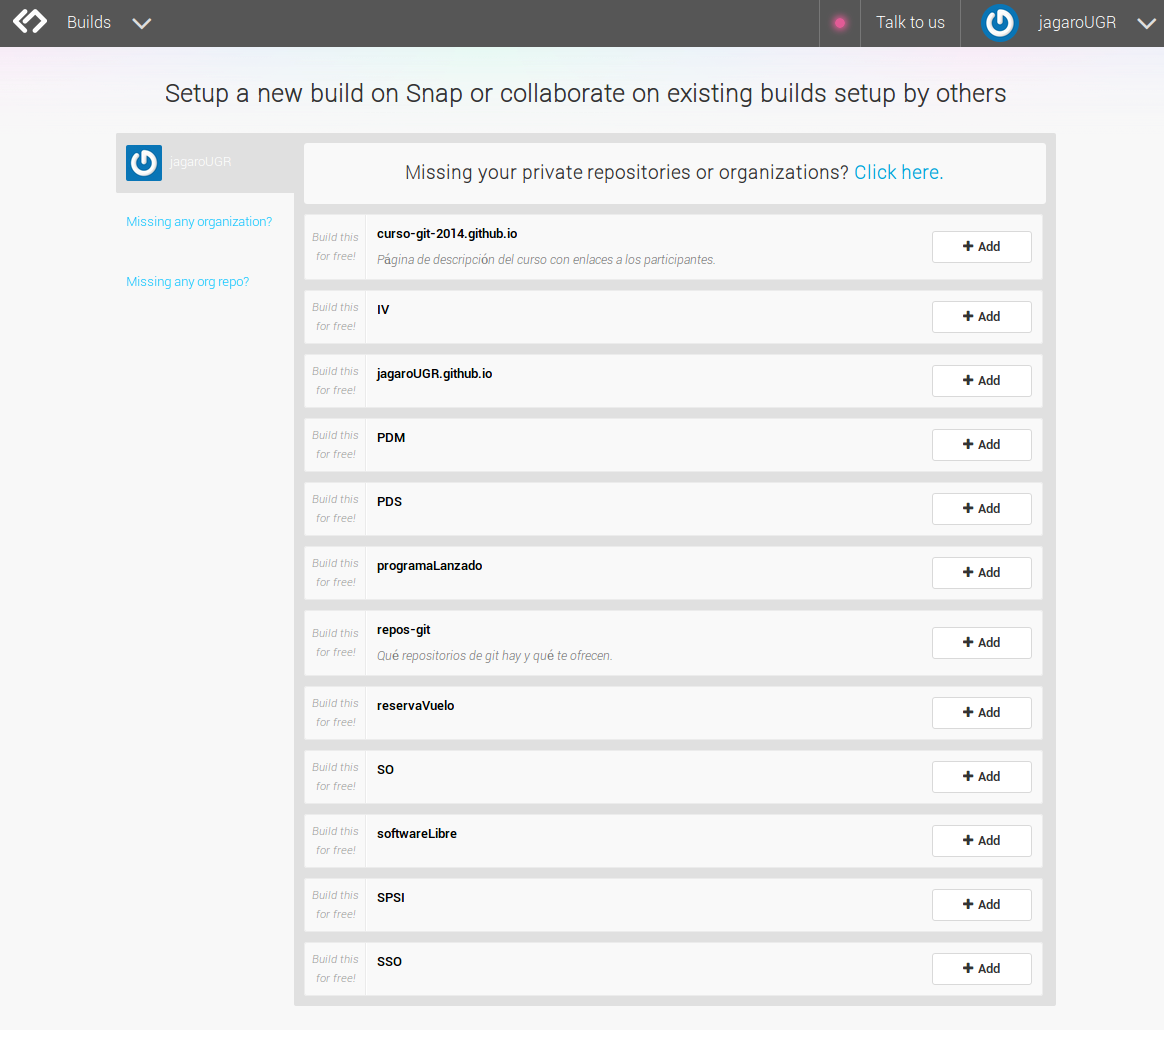 Builds
Talk to us
jagaroUGR
Setup a new build on Snap or collaborate on existing builds setup by others
jagaroUGR
Missing any organization?
Missing any org repo?
Missing your private repositories or organizations? Click here.
Build this
for free!
curso-git-2014.github.io
Página de descripción del curso con enlaces a los participantes.
Add
Build this
for free!
IV
Add
Build this
for free!
jagaroUGR.github.io
Add
Build this
for free!
PDM
Add
Build this
for free!
PDS
Add
Build this
for free!
programaLanzado
Add
Build this
for free!
repos-git
Qué repositorios de git hay y qué te ofrecen.
Add
Build this
for free!
reservaVuelo
Add
Build this
for free!
SO
Add
Build this
for free!
softwareLibre
Add
Build this
for free!
SPSI
Add
Build this
for free!
SSO
Add